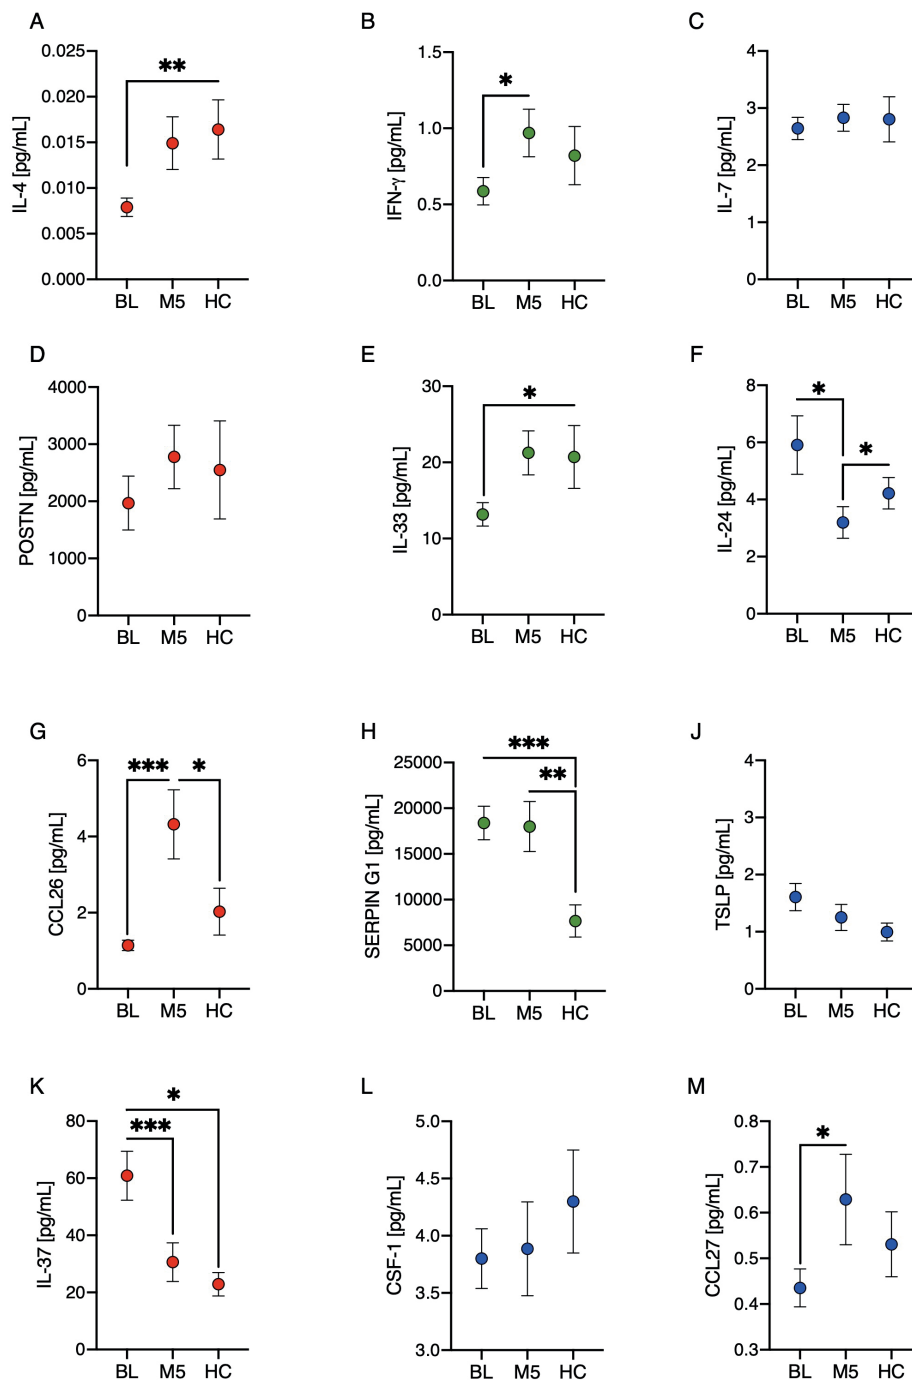 A
IL-4 [pg/mL]
0.025
0.020
0.015
0.010
0.005
0.000
**
BL M5 HC
B
IFN-γ [pg/mL]
1.5
1.0
0.5
0.0
*
BL M5 HC
C
IL-7 [pg/mL]
4
3
2
1
0
BL M5 HC
D
POSTN [pg/mL]
4000
3000
2000
1000
0
BL M5 HC
E
IL-33 [pg/mL]
30
20
10
0
*
BL M5 HC
F
IL-24 [pg/mL]
8
6
4
2
0
*
*
BL M5 HC
G
CCL26 [pg/mL]
6
4
2
0
*** *
BL M5 HC
H
SERPIN G1 [pg/mL]
25000
20000
15000
10000
5000
0
***
**
BL M5 HC
J
TSLP [pg/mL]
4
3
2
1
0
BL M5 HC
K
IL-37 [pg/mL]
80
60
40
20
0
*
***
BL M5 HC
L
CSF-1 [pg/mL]
5.0
4.5
4.0
3.5
3.0
BL M5 HC
M
CCL27 [pg/mL]
0.8
0.7
0.6
0.5
0.4
0.3
*
BL M5 HC